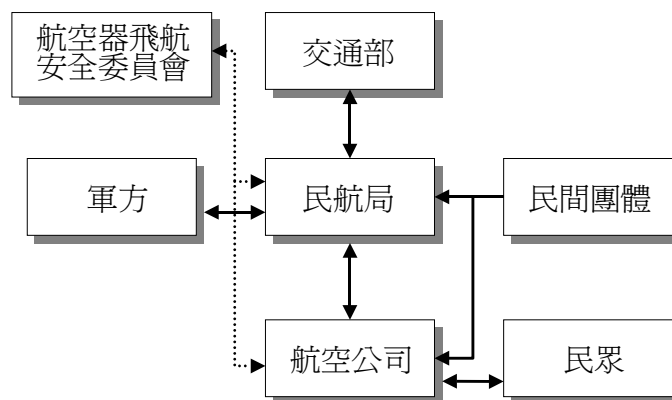 航空器飛航
安全委員會
交通部
軍方
民航局
民間團體
航空公司
民眾